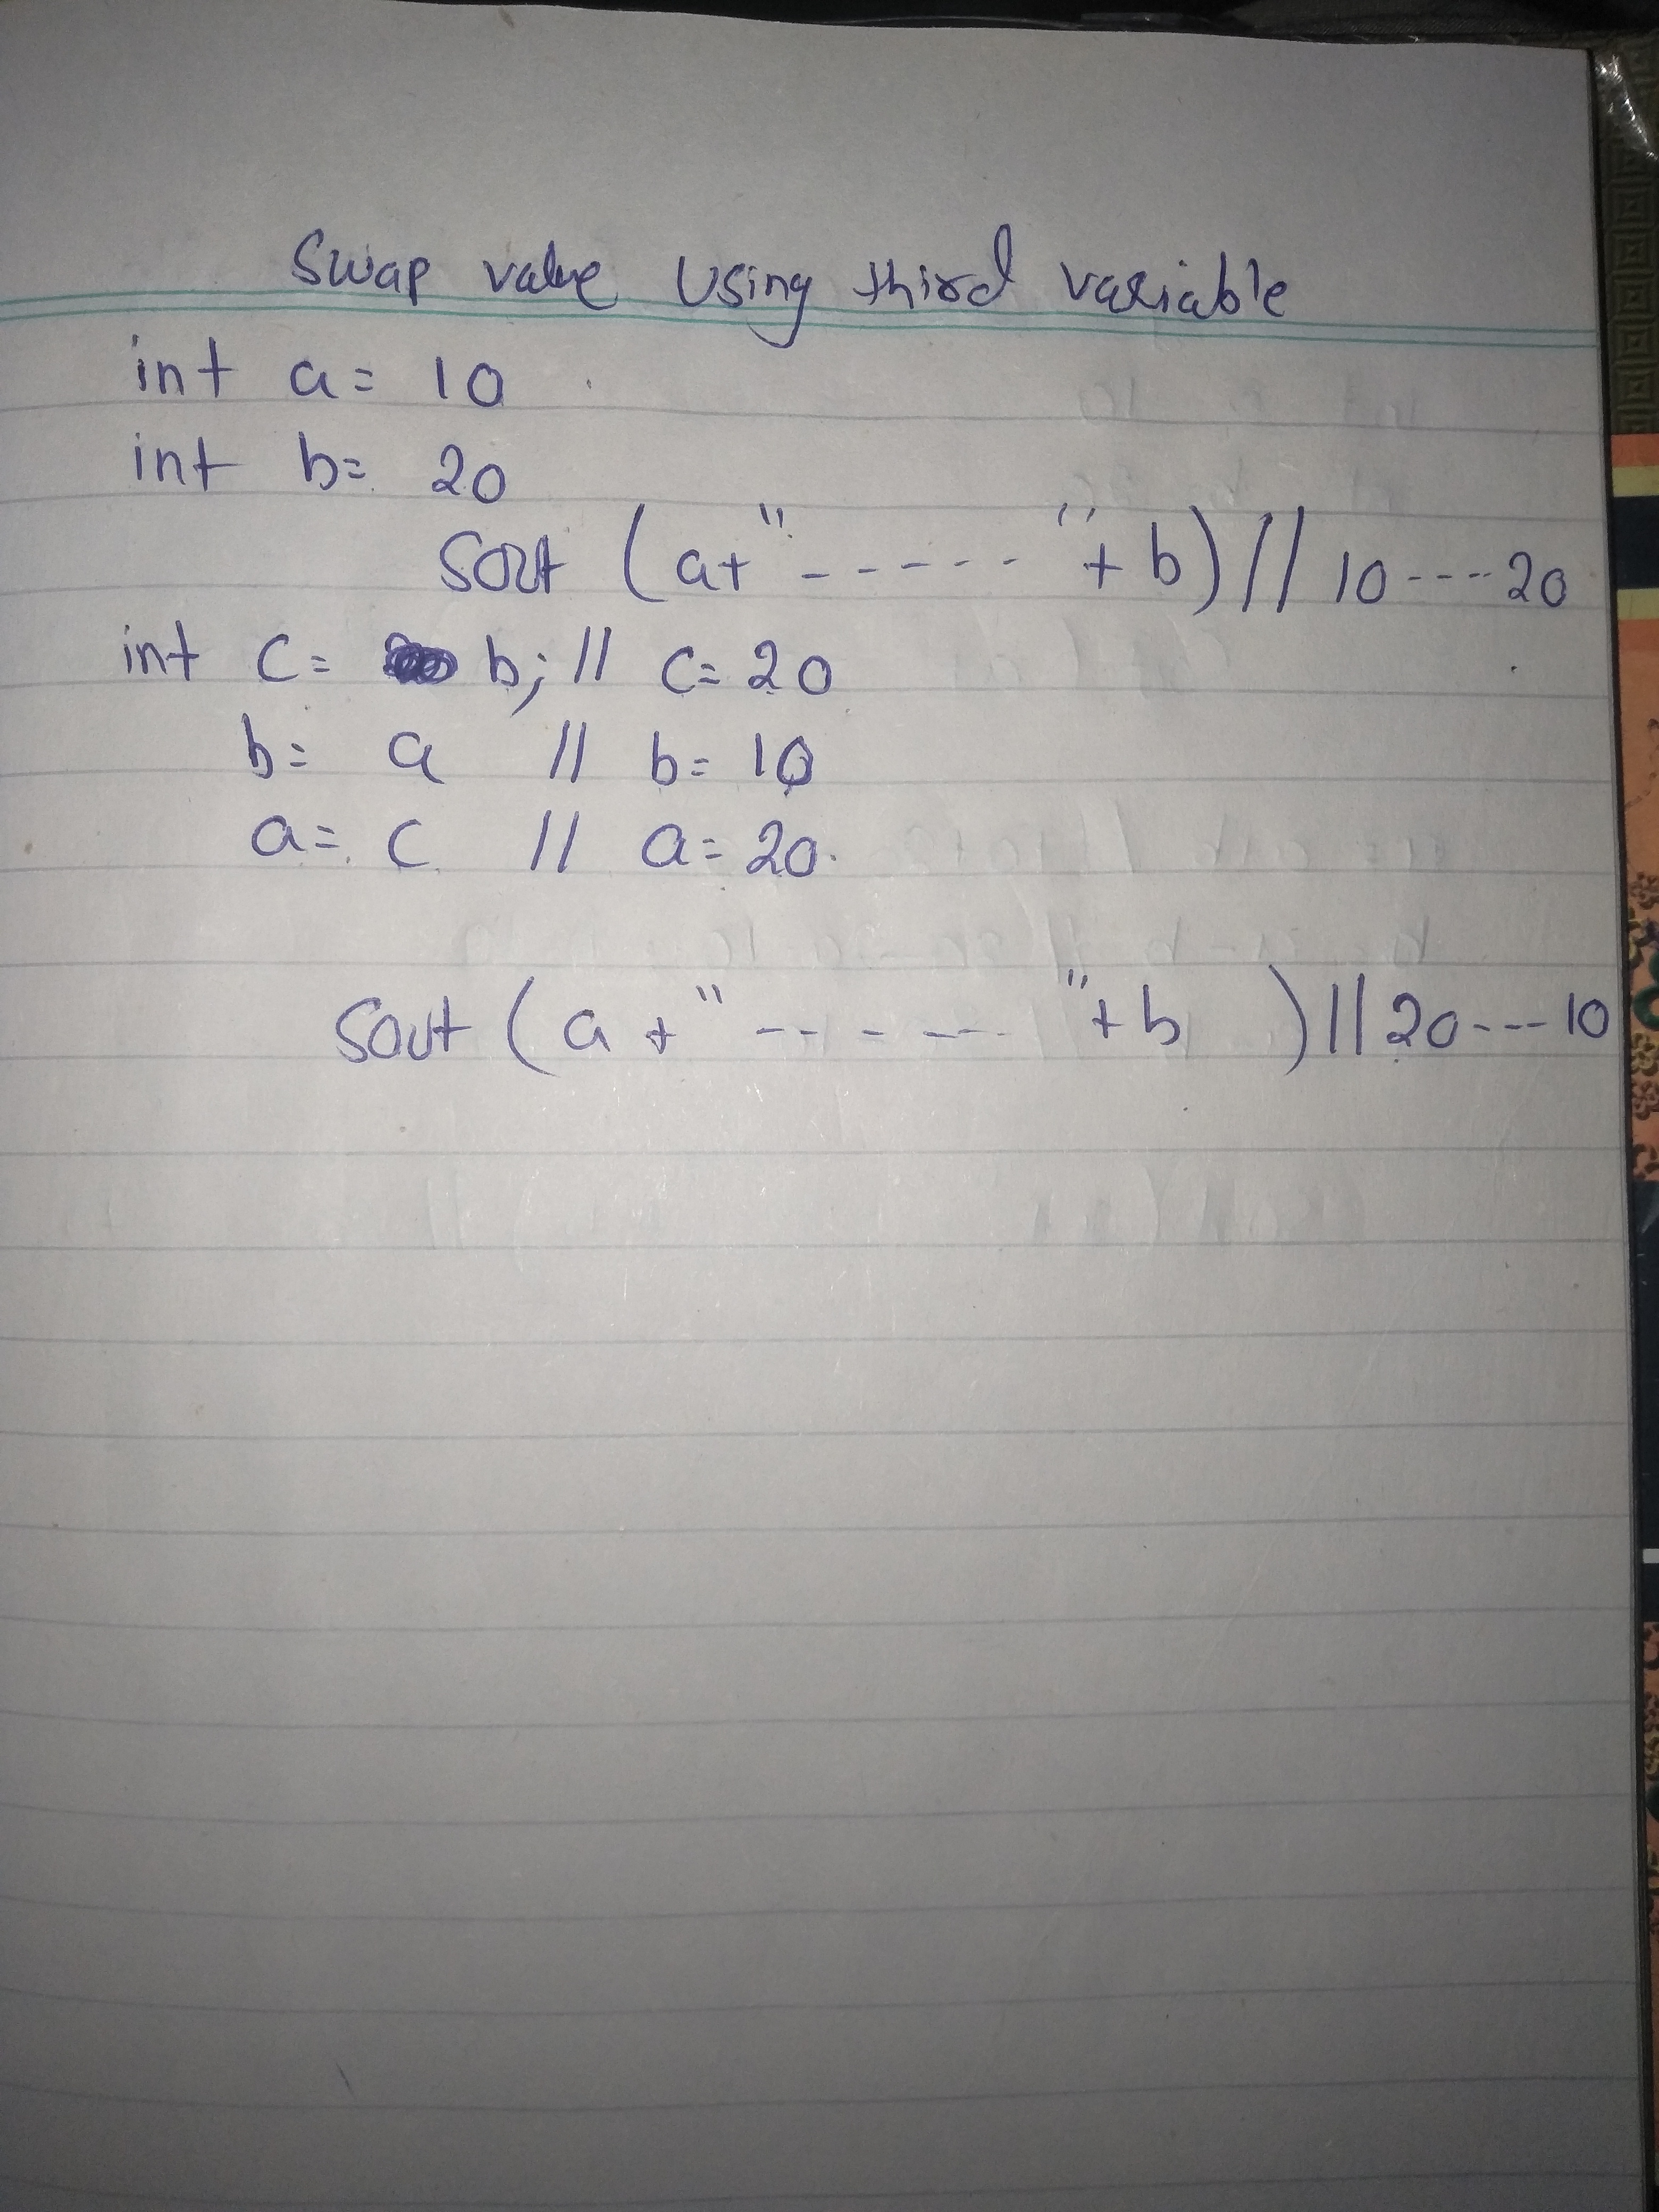 Swap value Using third variable
int a= 10
int b= 20
Sout (a+"------"+b)//10----20
int c= b; // c= 20
b= a // b= 10
a= c // a= 20.
Sout (a+"------"+b )//20---10